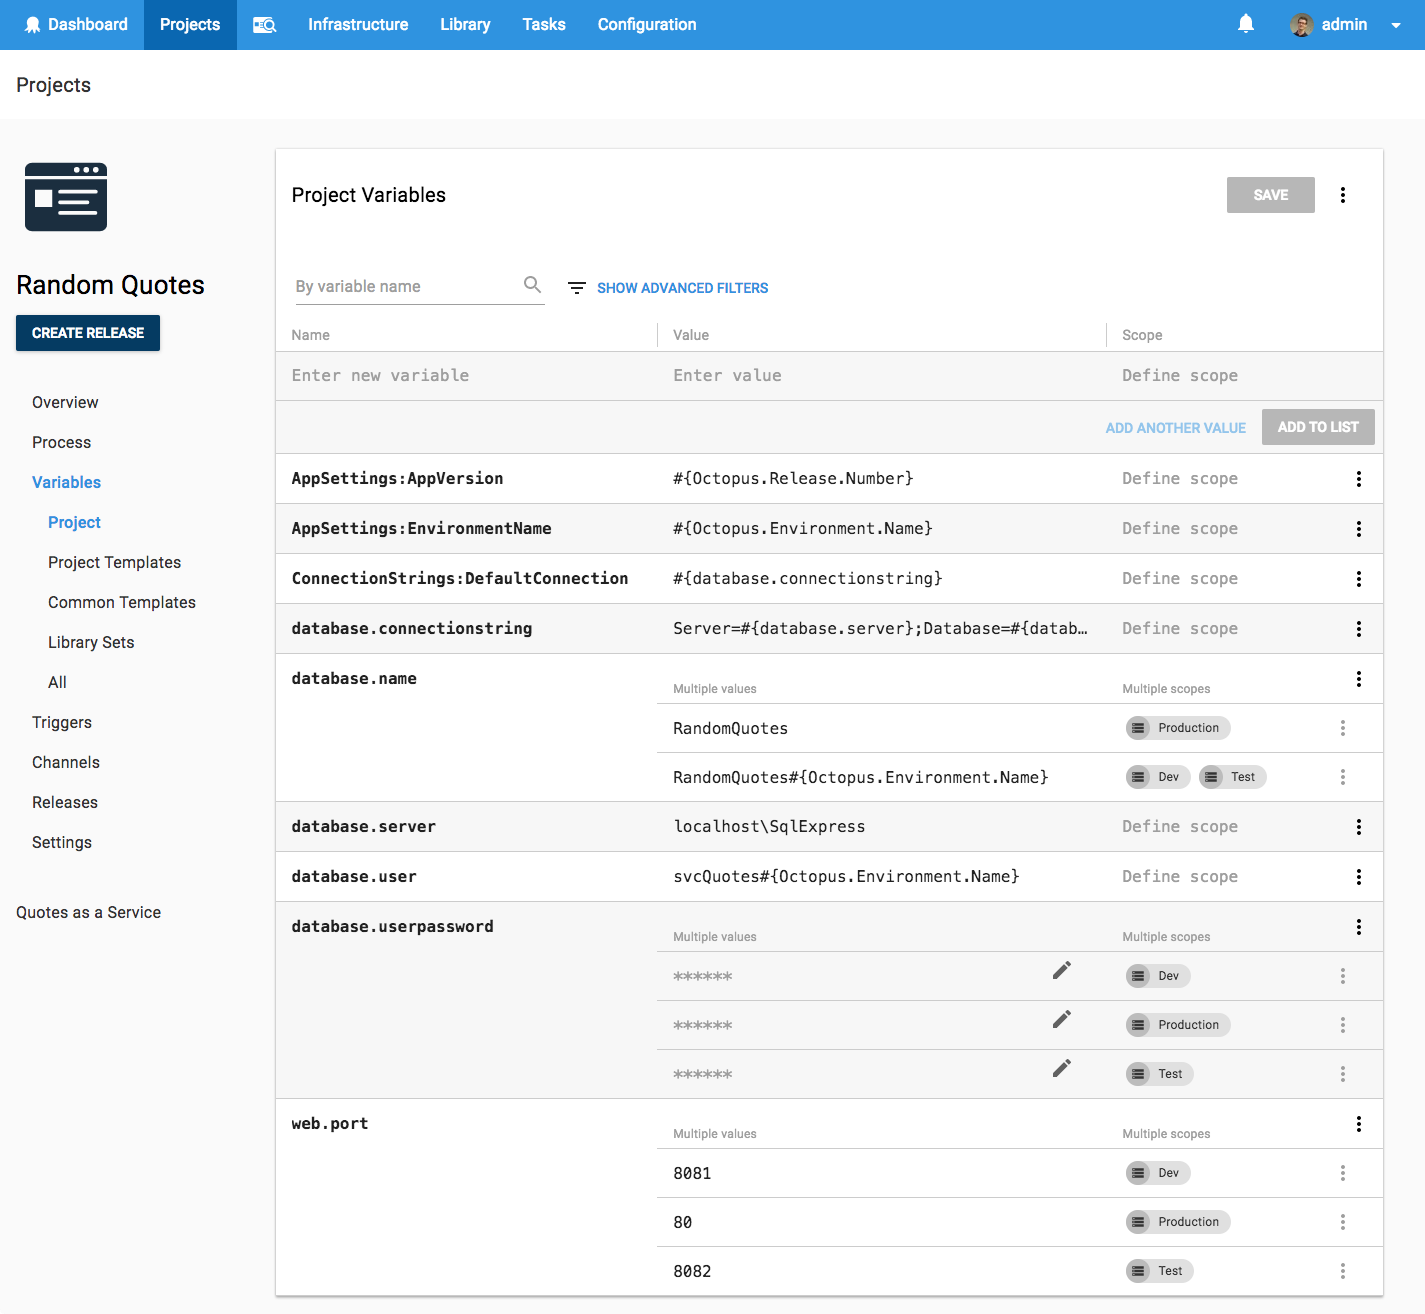 Dashboard Projects Infrastructure Library Tasks Configuration admin
Projects
Random Quotes
CREATE RELEASE
Overview
Process
Variables
Project
Project Templates
Common Templates
Library Sets
All
Triggers
Channels
Releases
Settings
Quotes as a Service
Project Variables SAVE
By variable name SHOW ADVANCED FILTERS
Name Value Scope
Enter new variable Enter value Define scope
ADD ANOTHER VALUE ADD TO LIST
AppSettings:AppVersion #{Octopus.Release.Number} Define scope
AppSettings:EnvironmentName #{Octopus.Environment.Name} Define scope
ConnectionStrings:DefaultConnection #{database.connectionstring} Define scope
database.connectionstring Server=#{database.server};Database=#{datab… Define scope
database.name Multiple values Multiple scopes
RandomQuotes Production
RandomQuotes#{Octopus.Environment.Name} Dev Test
database.server localhost\SqlExpress Define scope
database.user svcQuotes#{Octopus.Environment.Name} Define scope
database.userpassword Multiple values Multiple scopes
****** Dev
****** Production
****** Test
web.port Multiple values Multiple scopes
8081 Dev
80 Production
8082 Test